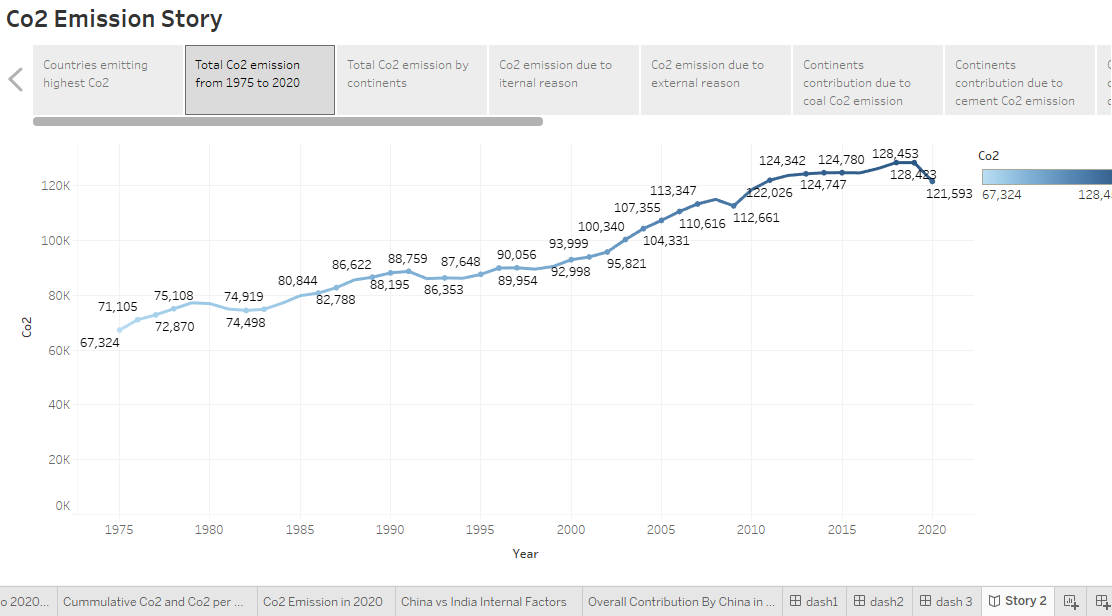 Co2 Emission Story
Countries emitting
highest Co2
Total Co2 emission
from 1975 to 2020
Total Co2 emission by
continents
Co2 emission due to
iternal reason
Co2 emission due to
external reason
Continents
contribution due to
coal Co2 emission
Continents
contribution due to
cement Co2 emission
Co2
67,324
128,4
120K
100K
80K
60K
40K
20K
0K
Co2
67,324
71,105
72,870
75,108
74,919
74,498
80,844
82,788
86,622
88,195
88,759
86,353
87,648
90,056
89,954
93,999
92,998
95,821
100,340
104,331
107,355
110,616
113,347
112,661
122,026
124,342
124,747
124,780
128,453
121,593
1975
1980
1985
1990
1995
2000
2005
2010
2015
2020
Year
o 2020...
Cummulative Co2 and Co2 per ...
Co2 Emission in 2020
China vs India Internal Factors
Overall Contribution By China in ...
dash1
dash2
dash 3
Story 2